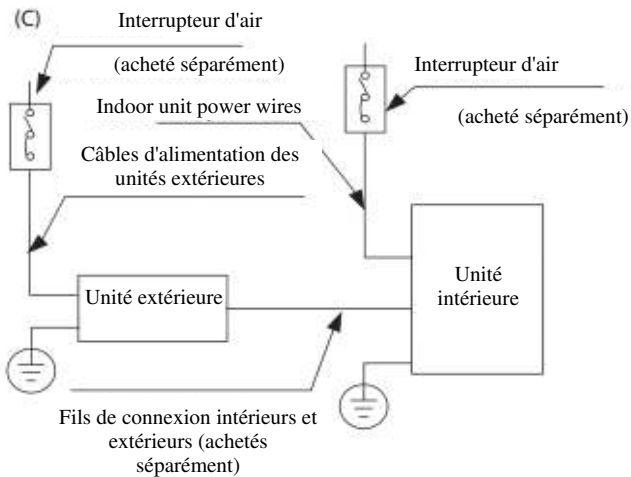 (C)
Interrupteur d'air
(acheté séparément)
Interrupteur d'air
(acheté séparément)
Indoor unit power wires
Câbles d'alimentation des
unités extérieures
Unité extérieure
Unité
intérieure
Fils de connexion intérieurs et
extérieurs (achetés
séparément)